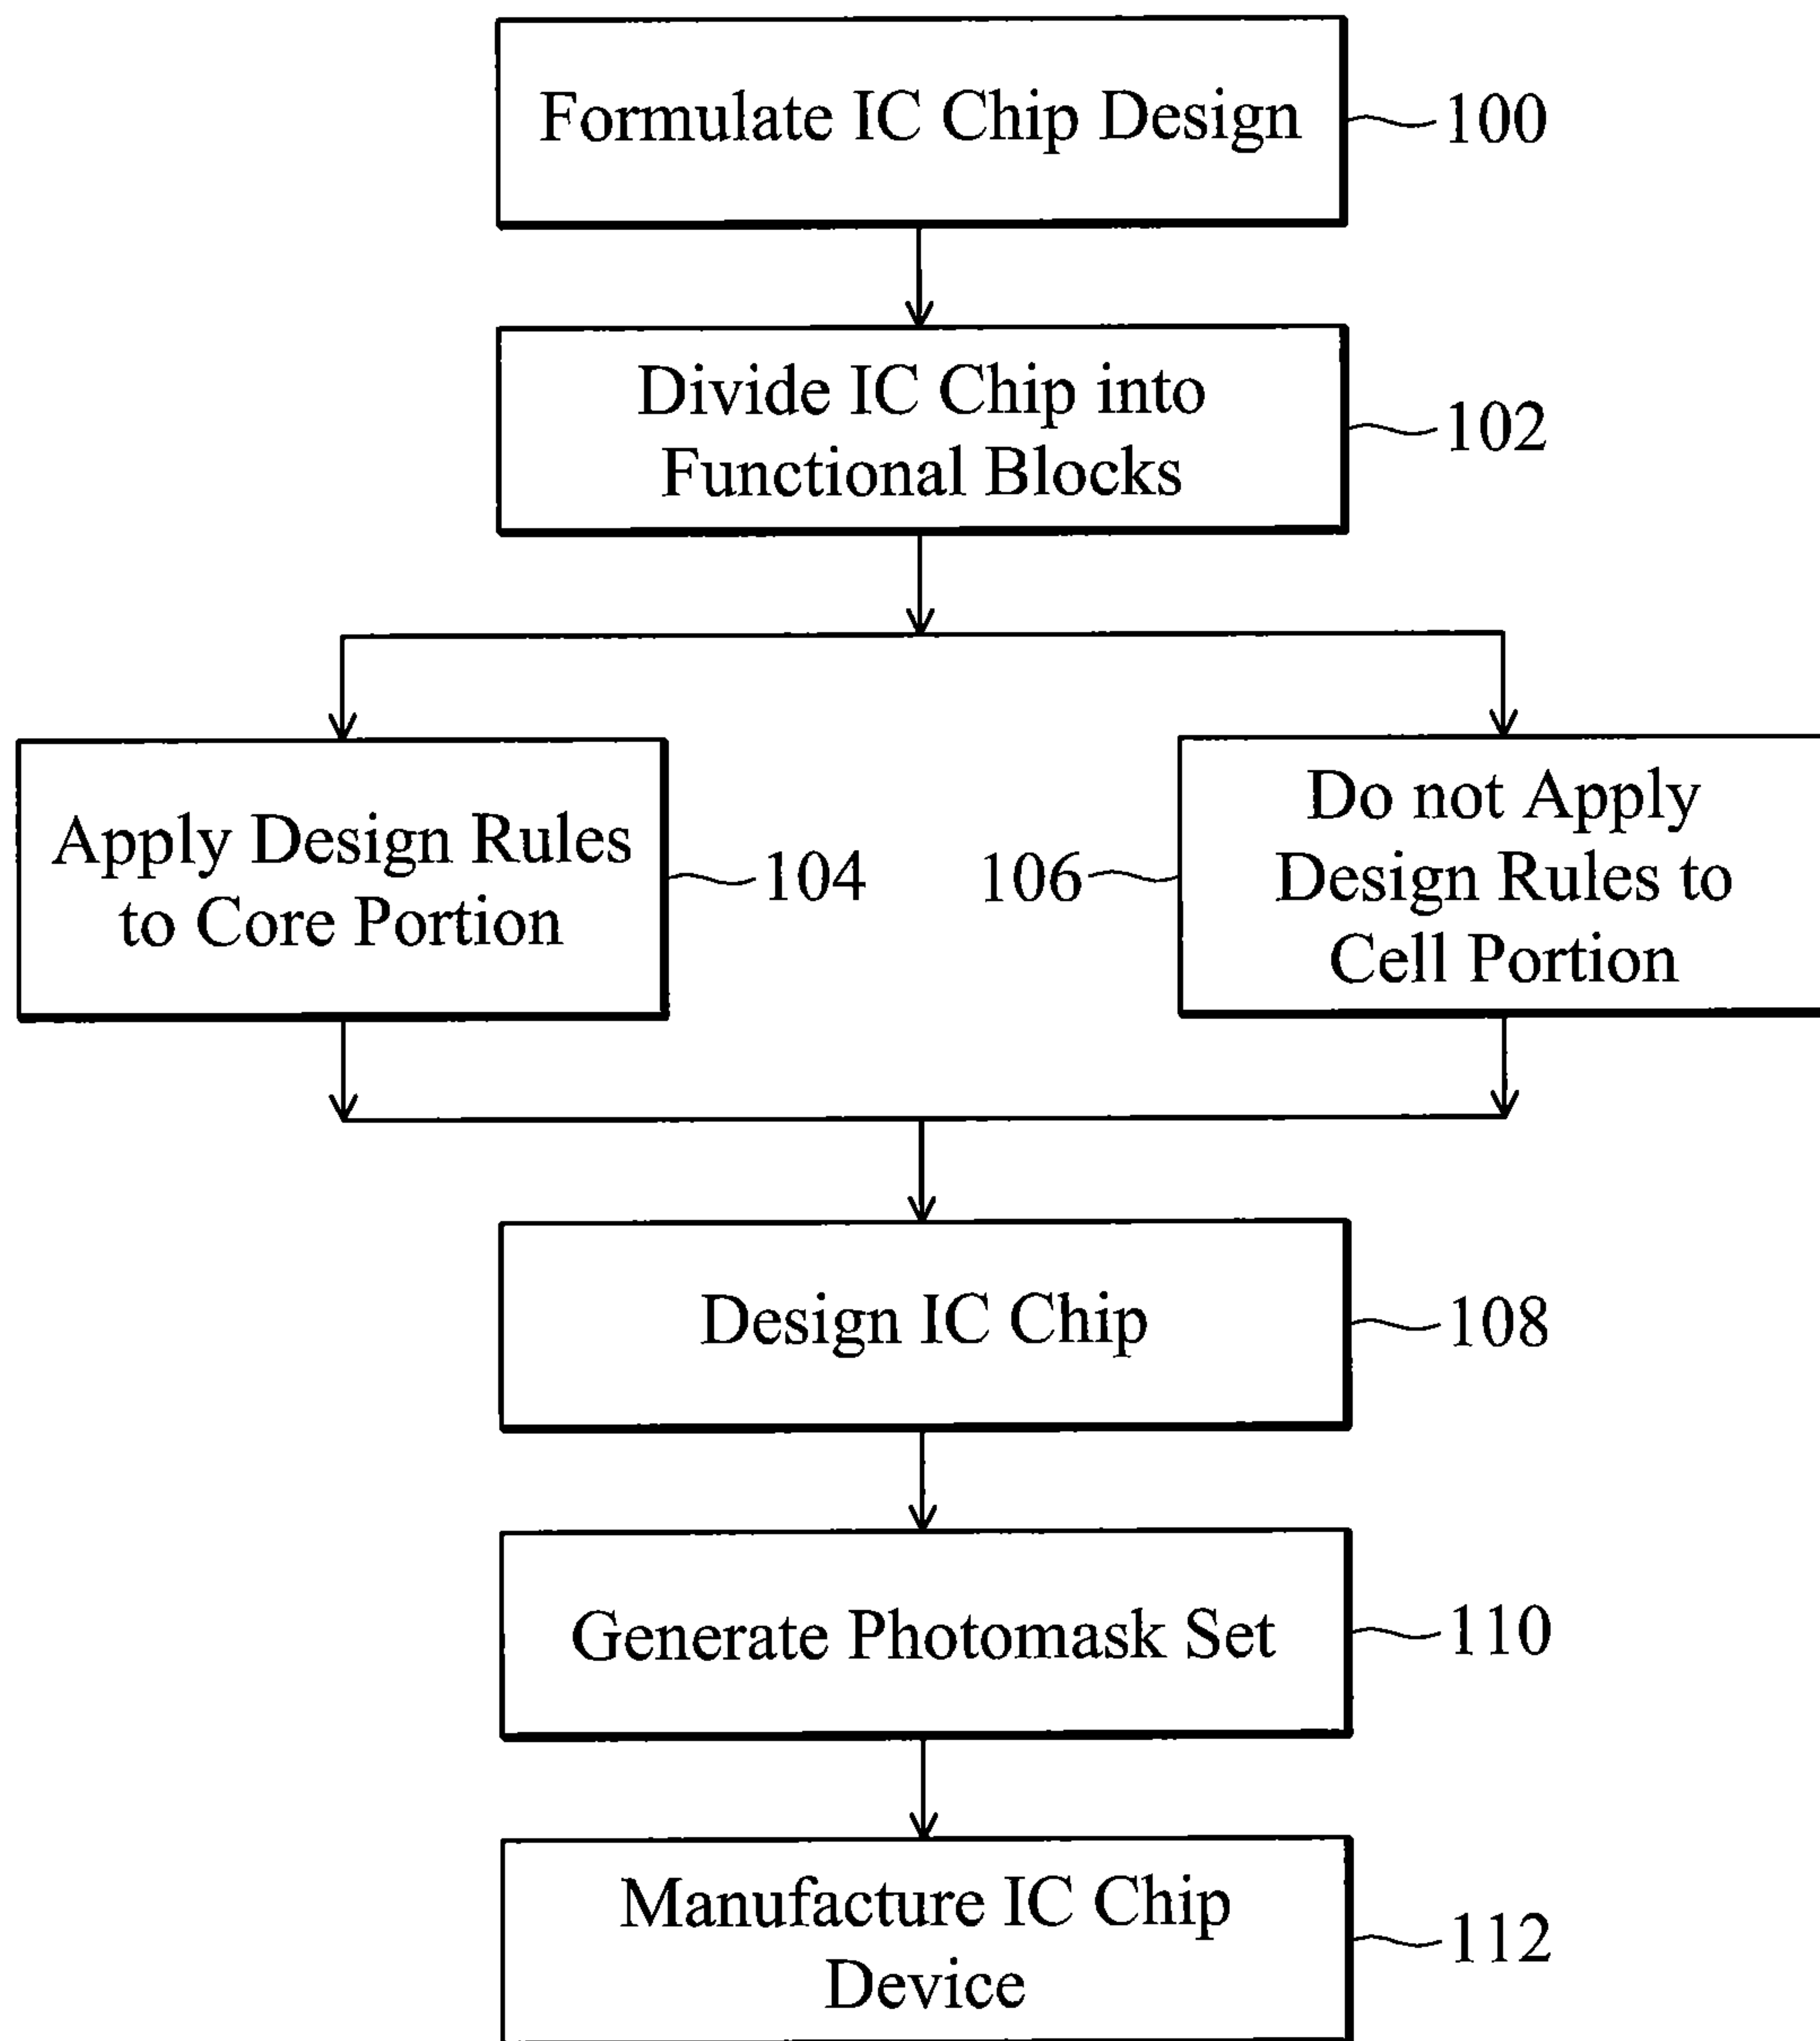 Formulate IC Chip Design
100
Divide IC Chip into
Functional Blocks
102
Apply Design Rules
to Core Portion
104
106
Do not Apply
Design Rules to
Cell Portion
Design IC Chip
108
Generate Photomask Set
110
Manufacture IC Chip
Device
112